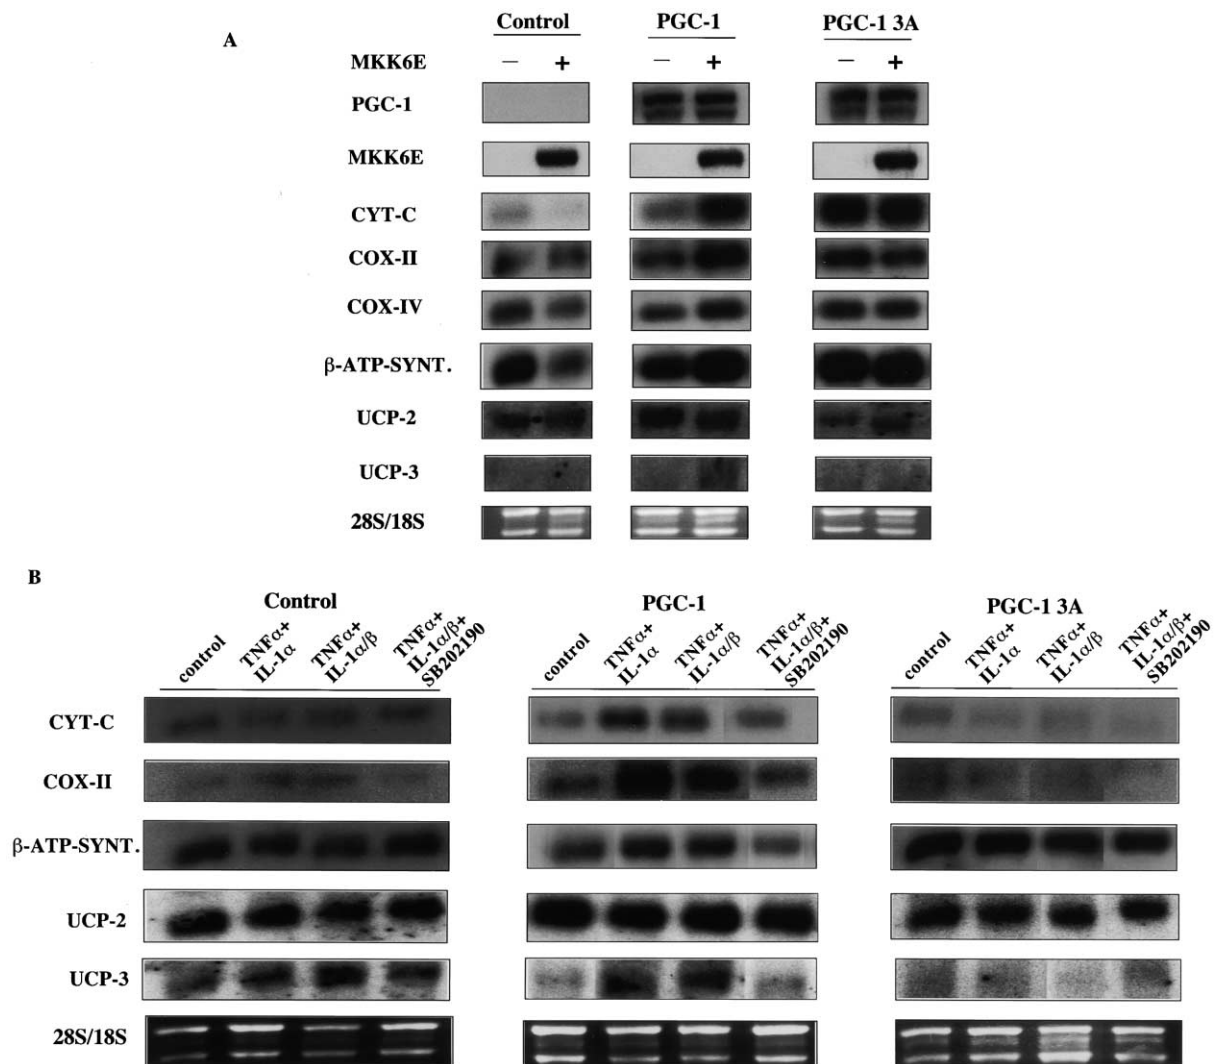 A
Control PGC-1 PGC-1 3A
MKK6E − + − + − +
PGC-1
MKK6E
CYT-C
COX-II
COX-IV
β-ATP-SYNT.
UCP-2
UCP-3
28S/18S
B
Control PGC-1 PGC-1 3A
control
TNFα+
IL-1α
TNFα+
IL-1α/β
TNFα+
IL-1α/β+
SB202190
control
TNFα+
IL-1α
TNFα+
IL-1α/β
TNFα+
IL-1α/β+
SB202190
control
TNFα+
IL-1α
TNFα+
IL-1α/β
TNFα+
IL-1α/β+
SB202190
CYT-C
COX-II
β-ATP-SYNT.
UCP-2
UCP-3
28S/18S